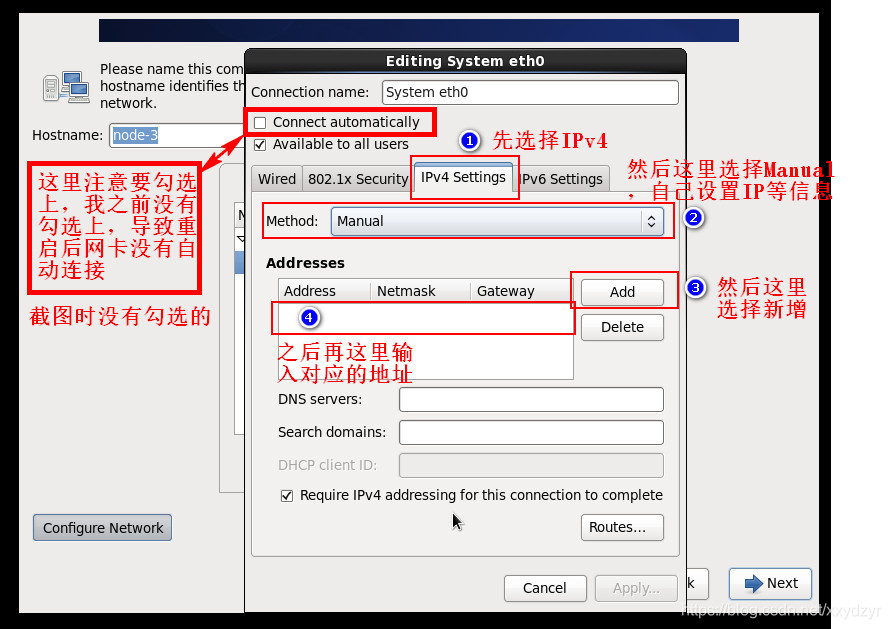 Editing System eth0
Please name this com
hostname identifies th
network.
Hostname:
node-3
Connection name:
System eth0
Connect automatically
Available to all users
1
先选择IPv4
这里注意要勾选
上，我之前没有
勾选上，导致重
启后网卡没有自
动连接
截图时没有勾选的
Wired
802.1x Security
IPv4 Settings
IPv6 Settings
然后这里选择Manual
，自己设置IP等信息
Method:
Manual
2
Addresses
Address
Netmask
Gateway
Add
3
然后这里
选择新增
4
Delete
之后再这里输
入对应的地址
DNS servers:
Search domains:
DHCP client ID:
Require IPv4 addressing for this connection to complete
Routes…
Configure Network
Cancel
Apply...
k
Next
https://blog.csdn.net/xxydzyr